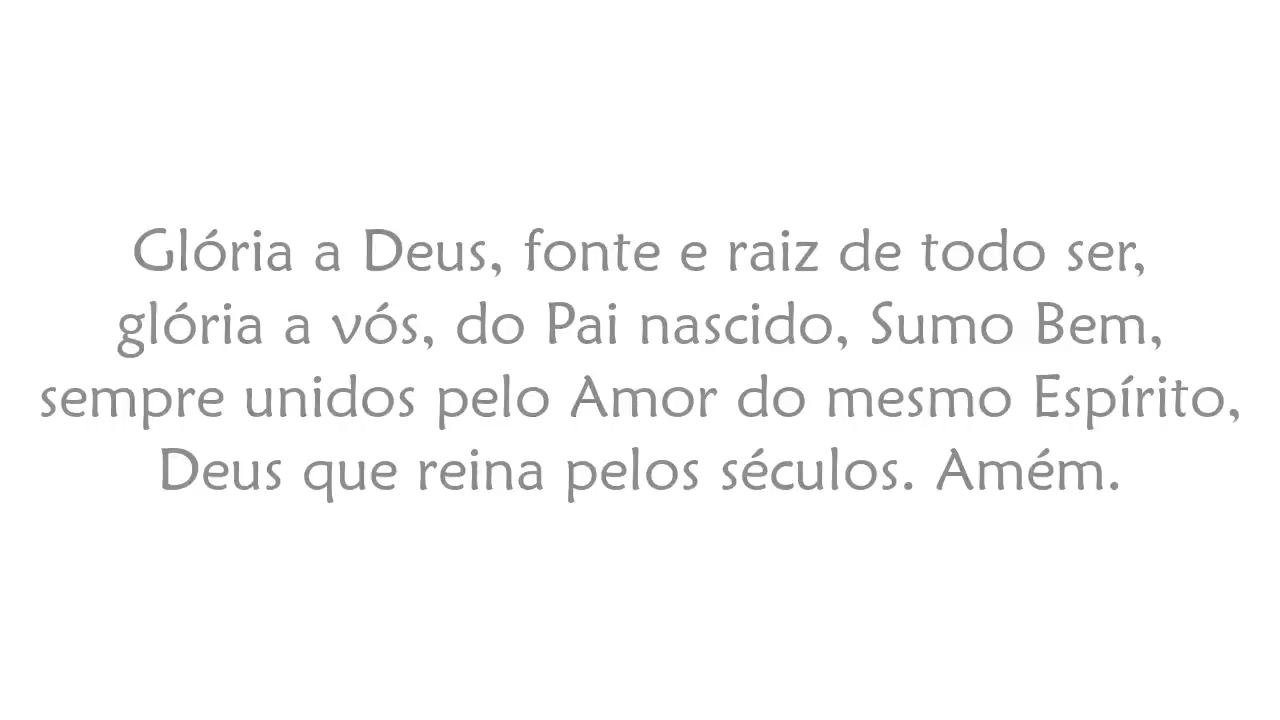 Glória a Deus, fonte e raiz de todo ser,
glória a vós, do Pai nascido, Sumo Bem,
sempre unidos pelo Amor do mesmo Espírito,
Deus que reina pelos séculos. Amém.